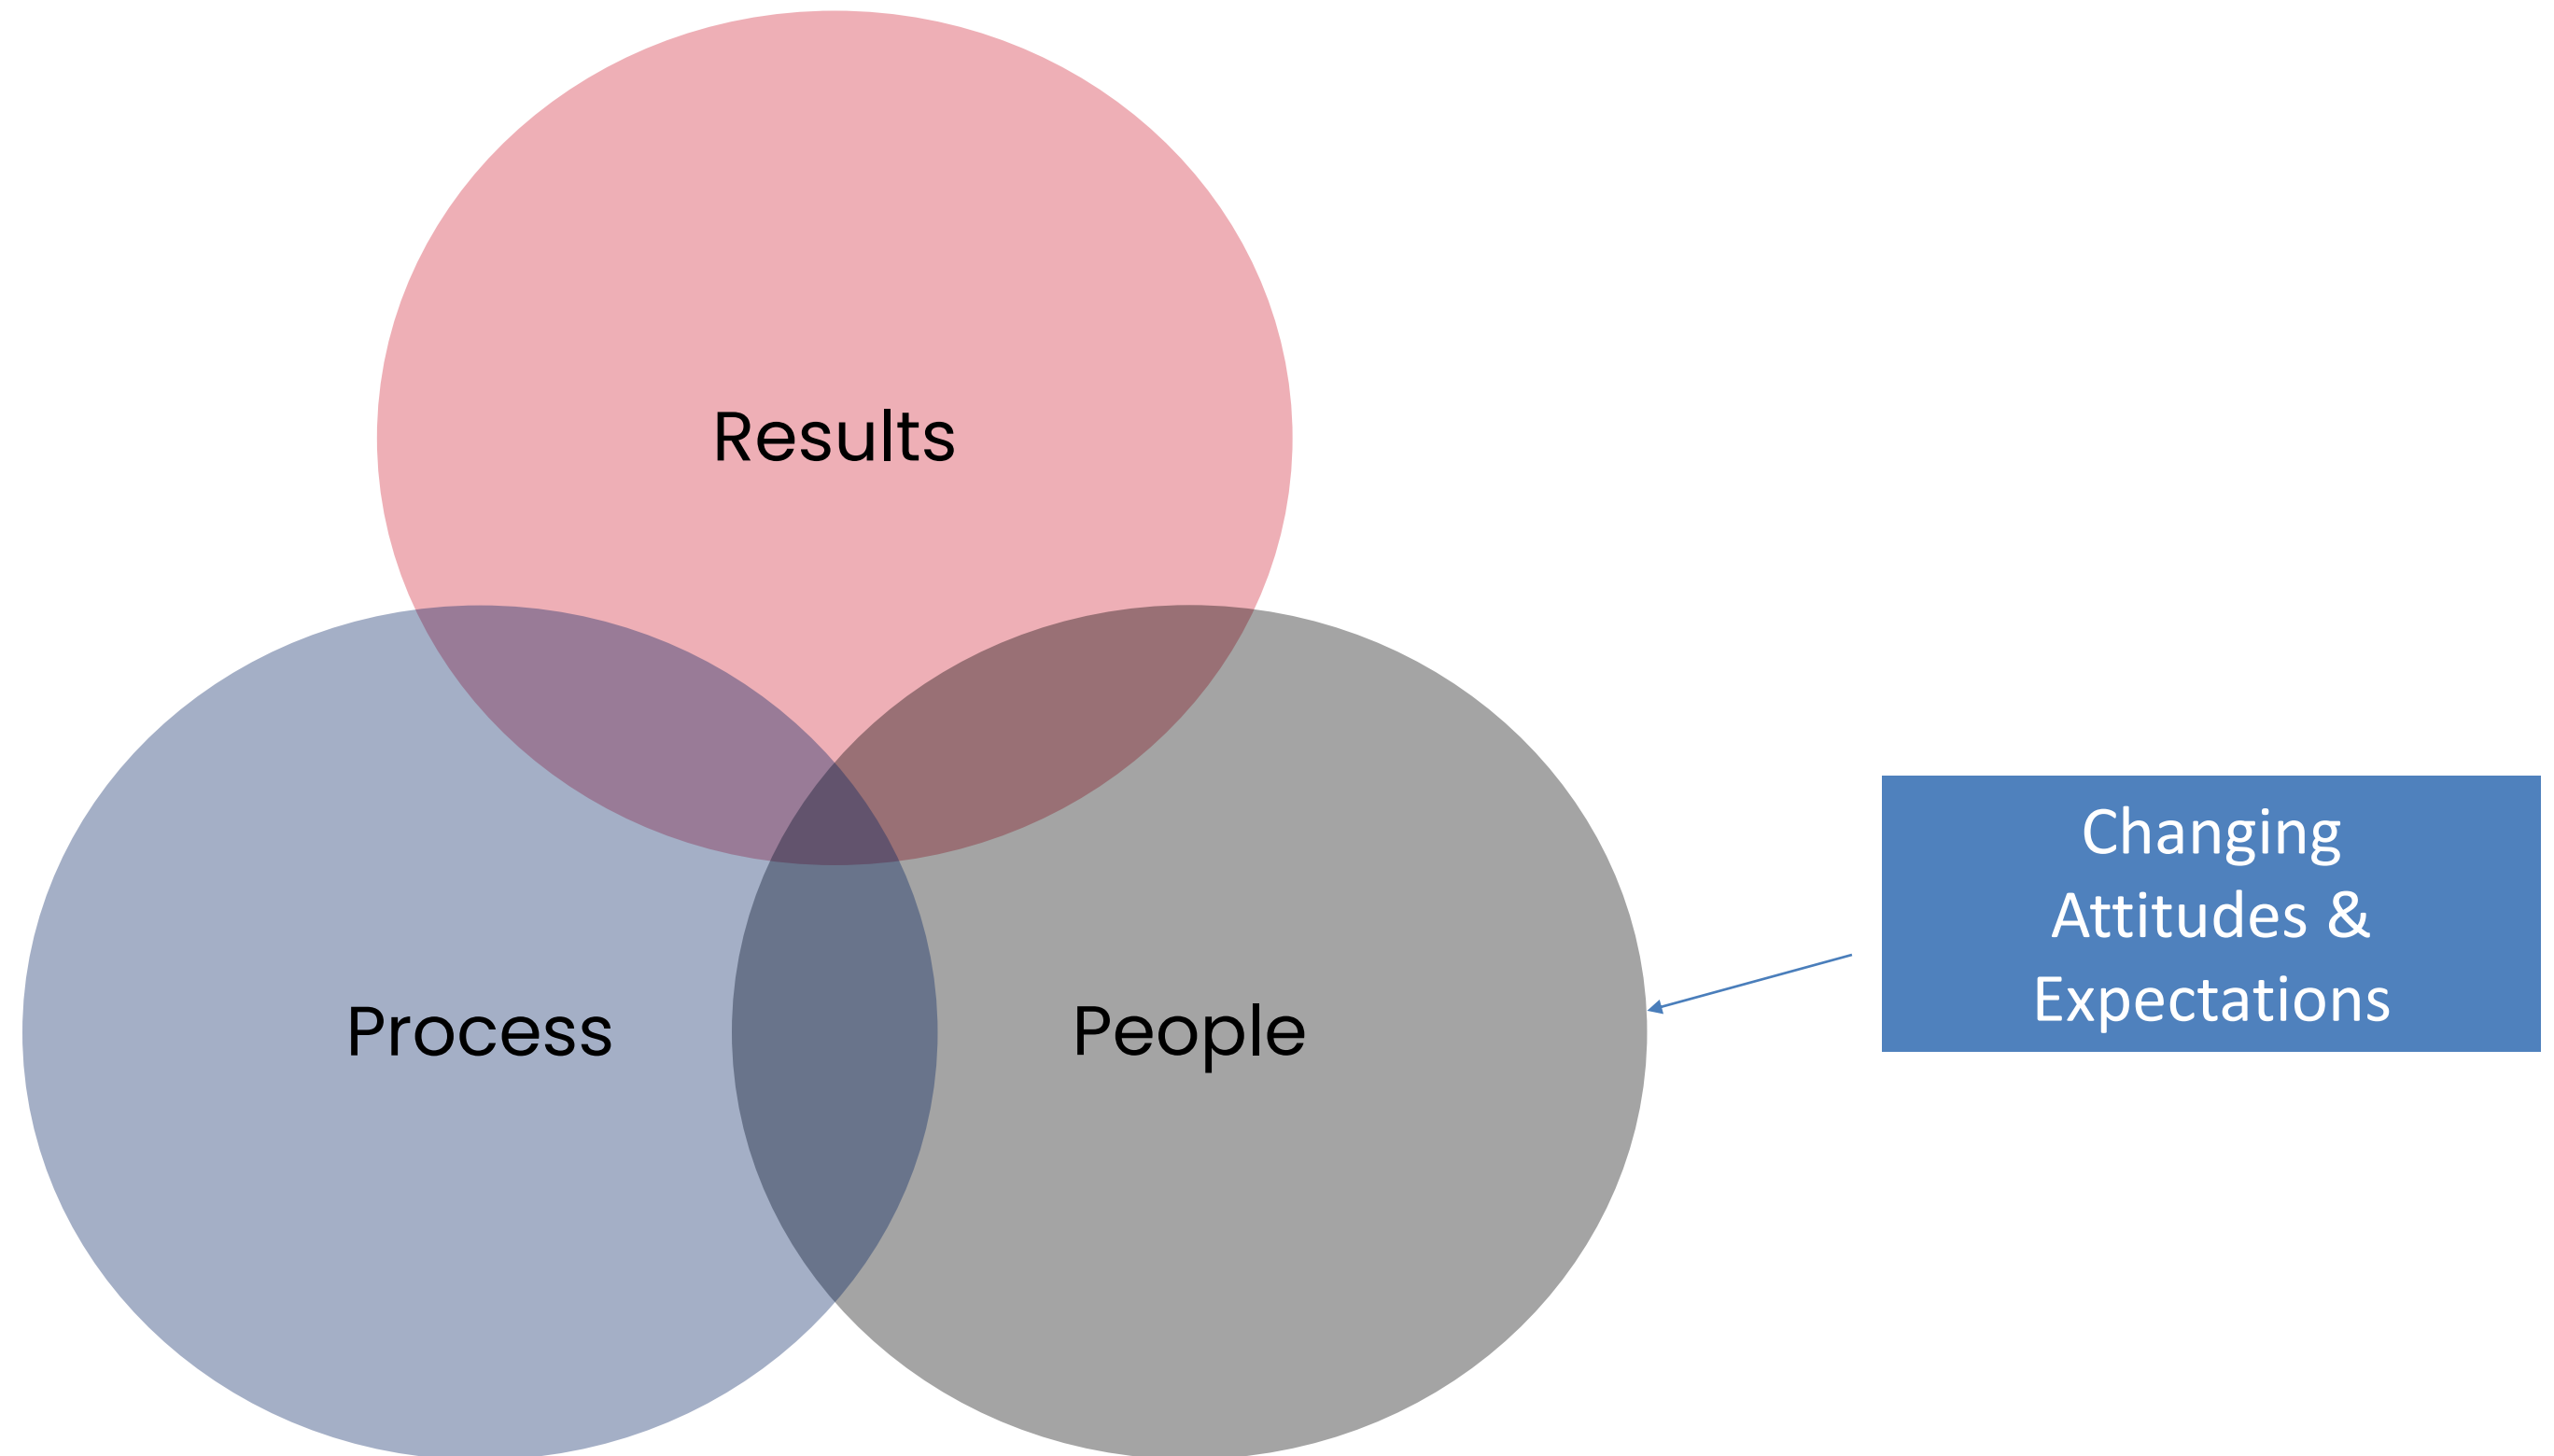 Results
Process
People
Changing
Attitudes &
Expectations